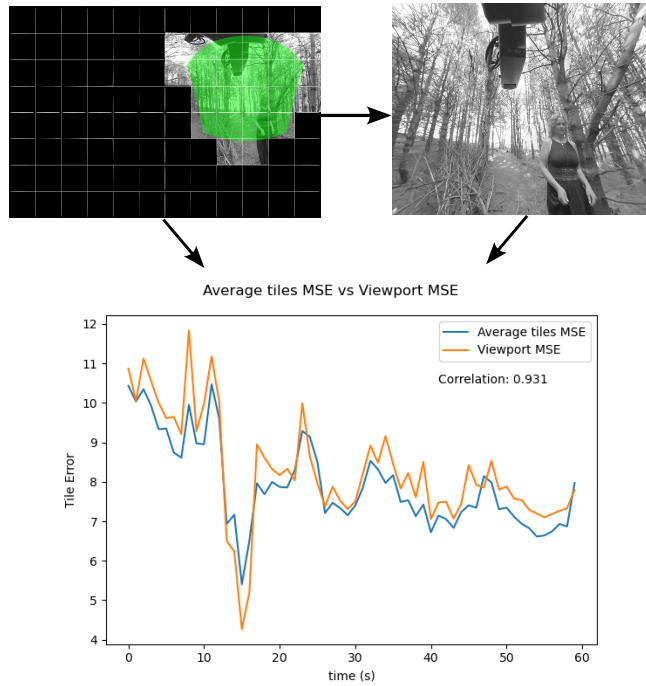 Average tiles MSE vs Viewport MSE
Average tiles MSE
Viewport MSE
Correlation: 0.931
Tile Error
12
11
10
9
8
7
6
5
4
0 10 20 30 40 50 60
time (s)